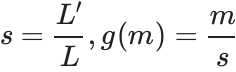 s = \frac{L'}{L}, g(m) = \frac{m}{s}